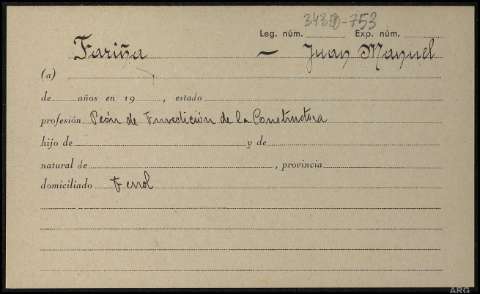 Leg. núm. 3439-753 Exp. núm.
Fariña — Juan Manuel
(a)
de años en 19 , estado
profesión Peón de Fundición de la Constructora
hijo de y de
natural de , provincia
domiciliado Ferrol
ARG